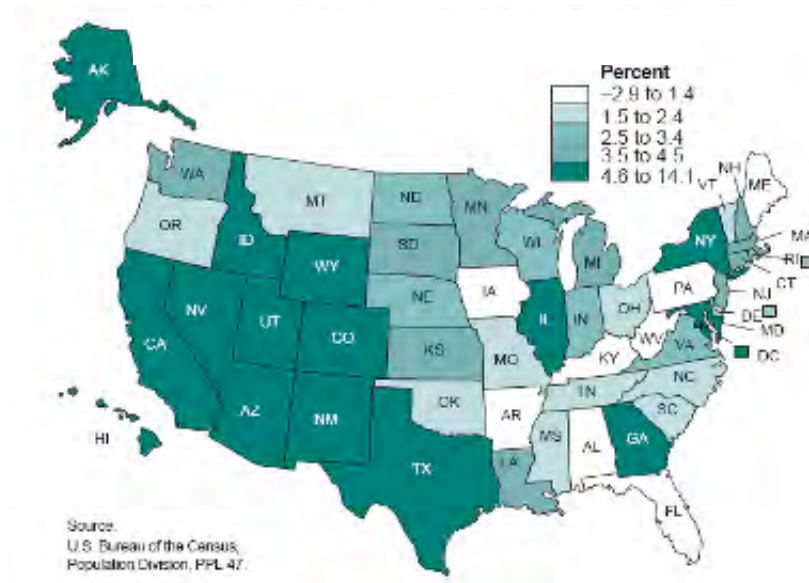 AK
Percent
−2.9 to 1.4
1.5 to 2.4
2.5 to 3.4
3.5 to 4.5
4.6 to 14.1
WA
MT
ND
MN
VT
NH
ME
OR
ID
WY
SD
WI
MI
NY
MA
RI
CT
NV
UT
CO
NE
IA
IL
IN
OH
PA
NJ
DE
MD
DC
CA
KS
MO
KY
WV
VA
AZ
NM
OK
AR
TN
NC
SC
HI
TX
LA
MS
AL
GA
FL
Source:
U.S. Bureau of the Census,
Population Division, PPL 47.